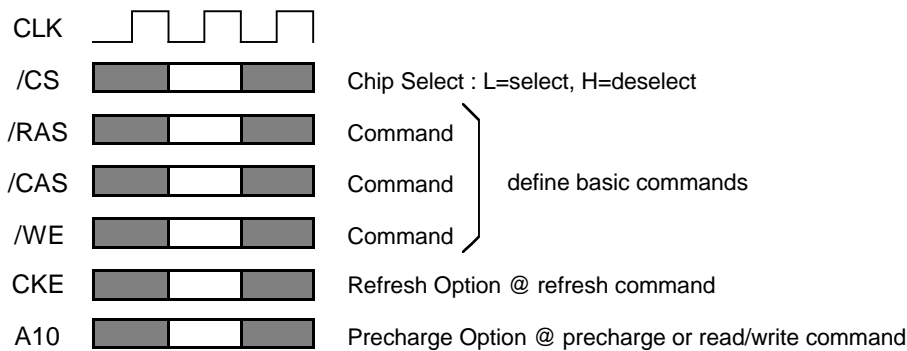 CLK
/CS Chip Select : L=select, H=deselect
/RAS Command
/CAS Command define basic commands
/WE Command
CKE Refresh Option @ refresh command
A10 Precharge Option @ precharge or read/write command